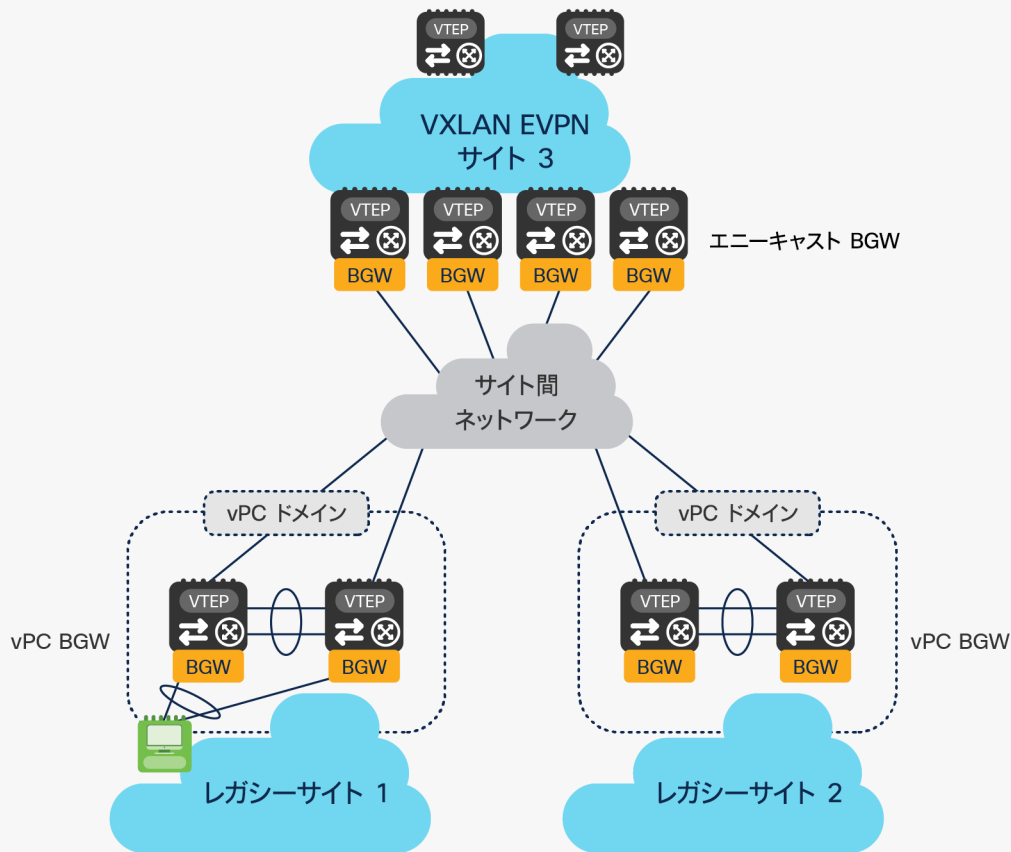 VTEP
VTEP
VXLAN EVPN
サイト 3
VTEP
VTEP
VTEP
VTEP
エニーキャスト BGW
BGW
BGW
BGW
BGW
サイト間
ネットワーク
vPC ドメイン
vPC ドメイン
VTEP
VTEP
VTEP
VTEP
vPC BGW
vPC BGW
BGW
BGW
BGW
BGW
レガシーサイト 1
レガシーサイト 2